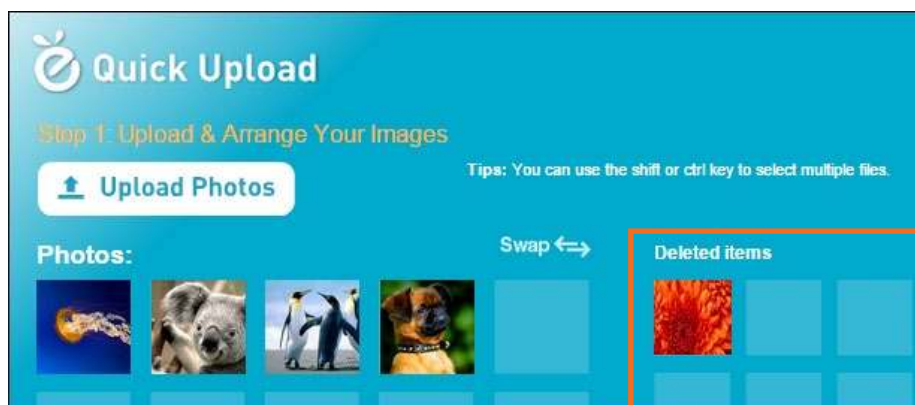 Quick Upload
Step 1: Upload & Arrange Your Images
Upload Photos
Tips: You can use the shift or ctrl key to select multiple files.
Photos:
Swap
Deleted items